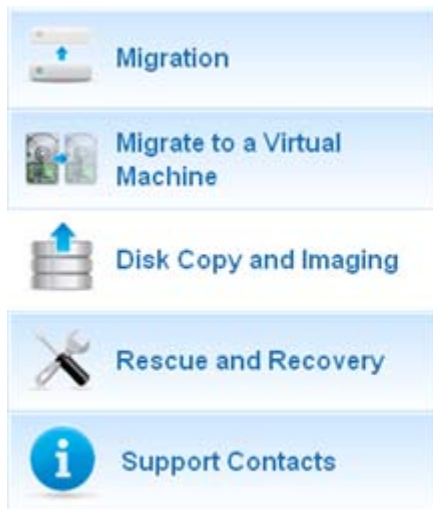 Migration
Migrate to a Virtual
Machine
Disk Copy and Imaging
Rescue and Recovery
Support Contacts